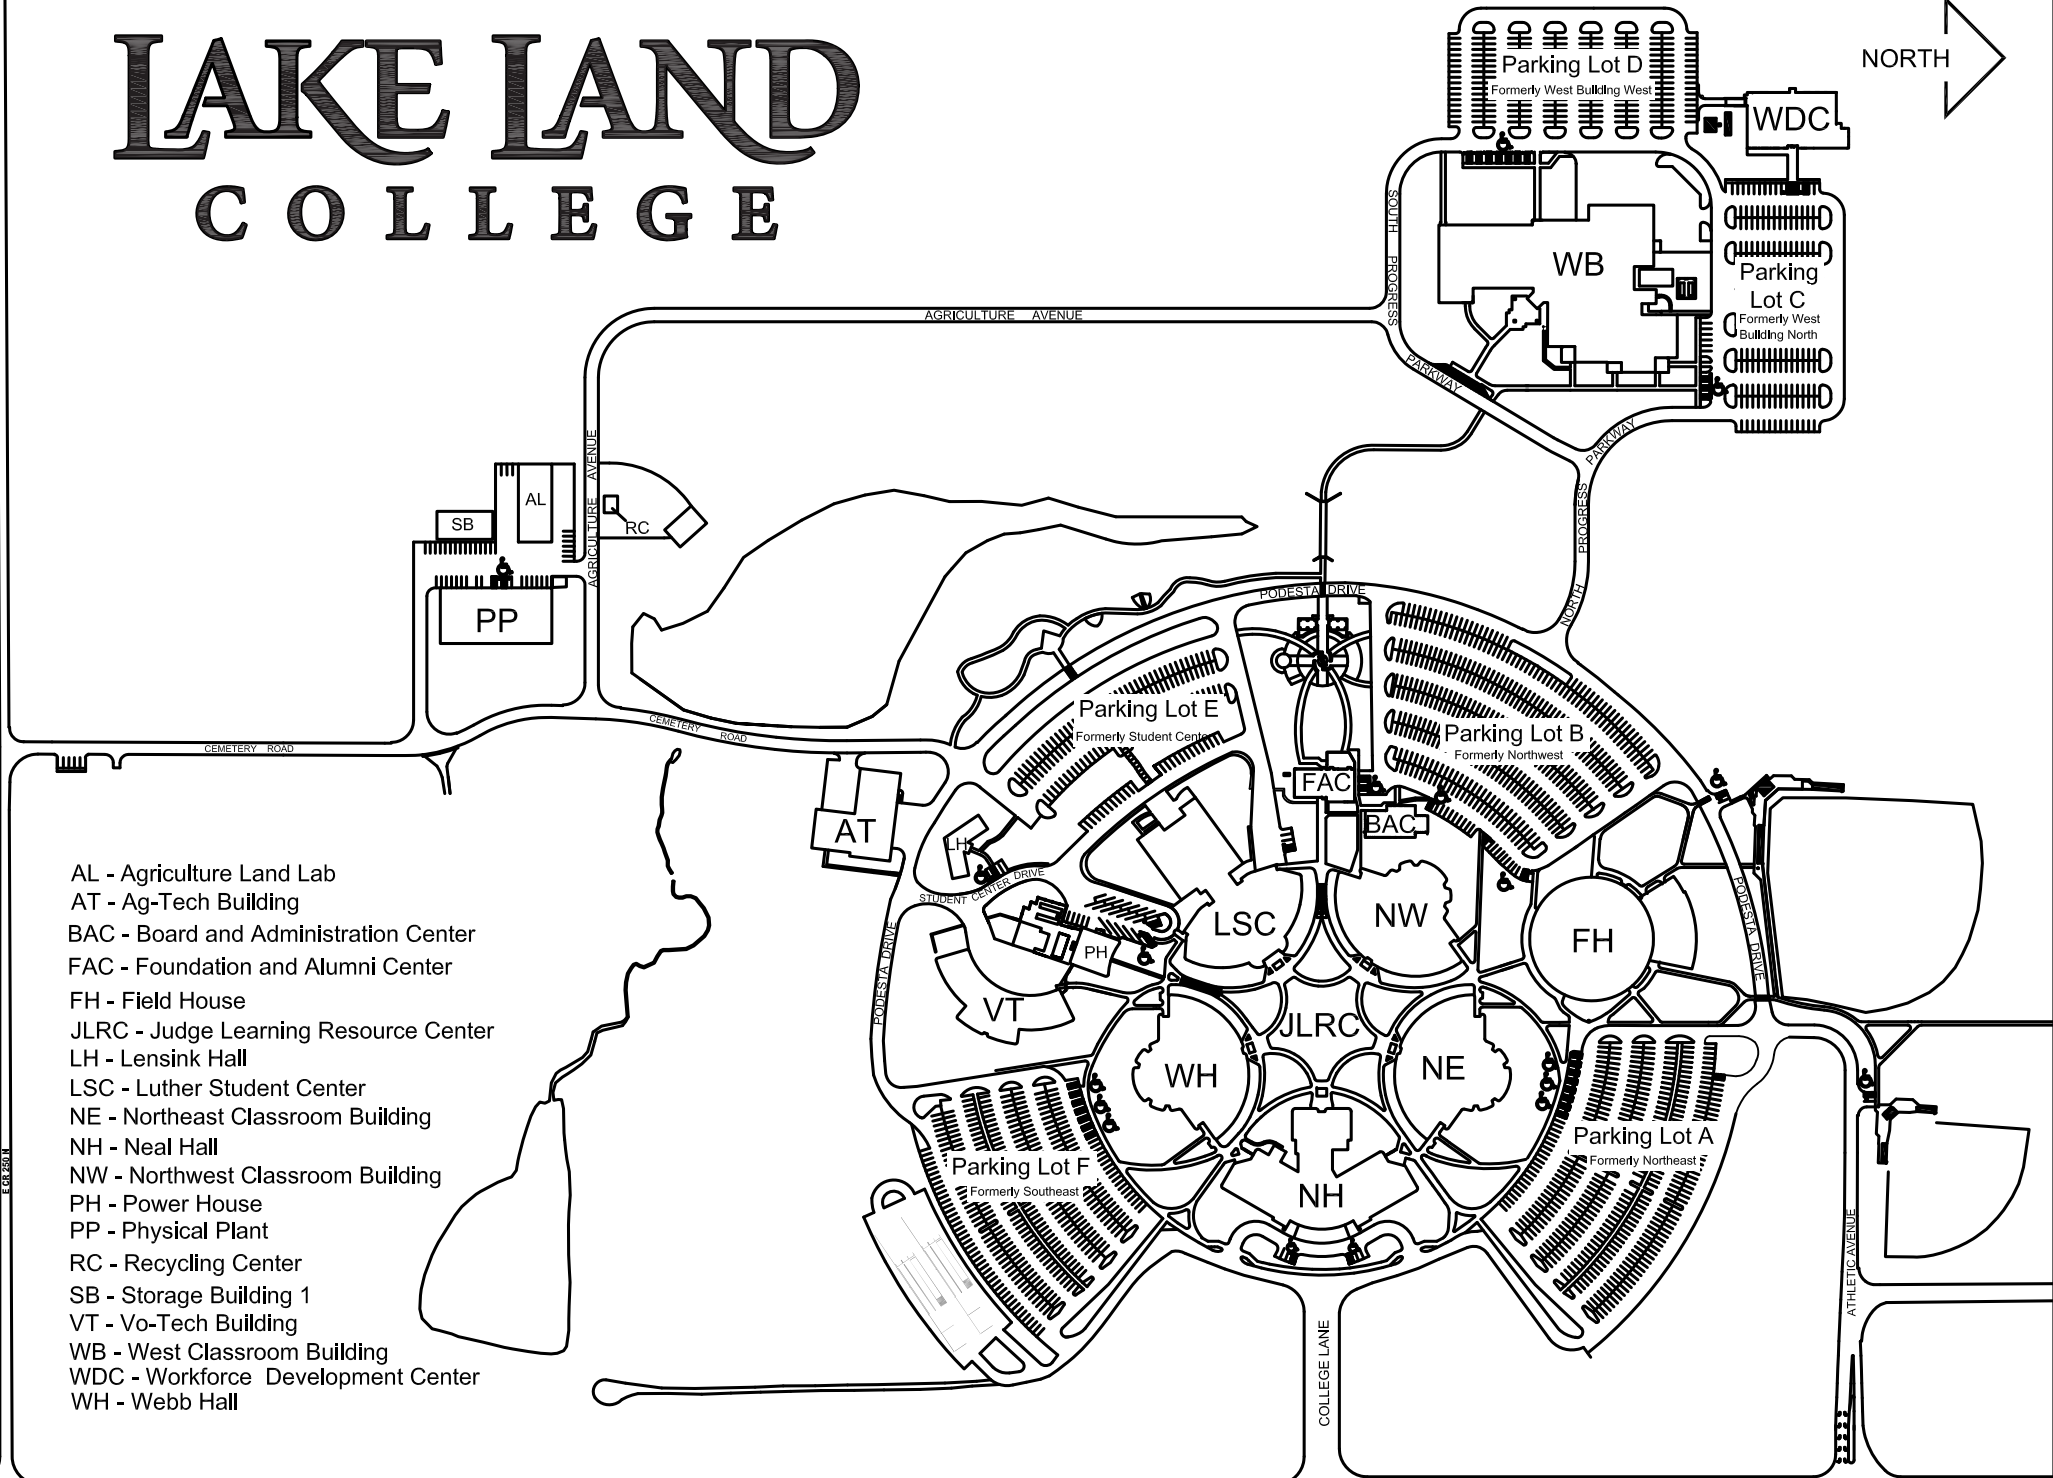 LAKE LAND
COLLEGE
NORTH
Parking Lot D
Formerly West Building West
WDC
SOUTH PROGRESS
WB
Parking
Lot C
Formerly West
Building North
AGRICULTURE AVENUE
PARKWAY
PARKWAY
AGRICULTURE AVENUE
AL
SB
RC
PROGRESS
NORTH
PODESTA DRIVE
PP
Parking Lot E
Formerly Student Cente
Parking Lot B
Formerly Northwest
CEMETERY ROAD
CEMETERY ROAD
FAC
BAC
AT
LH
STUDENT CENTER DRIVE
LSC
NW
FH
PODESTA DRIVE
PH
PODESTA DRIVE
VT
JLRC
WH
NE
Parking Lot A
Formerly Northeast
Parking Lot F
Formerly Southeast
NH
ATHLETIC AVENUE
COLLEGE LANE
E CR 250 N
AL - Agriculture Land Lab
AT - Ag-Tech Building
BAC - Board and Administration Center
FAC - Foundation and Alumni Center
FH - Field House
JLRC - Judge Learning Resource Center
LH - Lensink Hall
LSC - Luther Student Center
NE - Northeast Classroom Building
NH - Neal Hall
NW - Northwest Classroom Building
PH - Power House
PP - Physical Plant
RC - Recycling Center
SB - Storage Building 1
VT - Vo-Tech Building
WB - West Classroom Building
WDC - Workforce Development Center
WH - Webb Hall